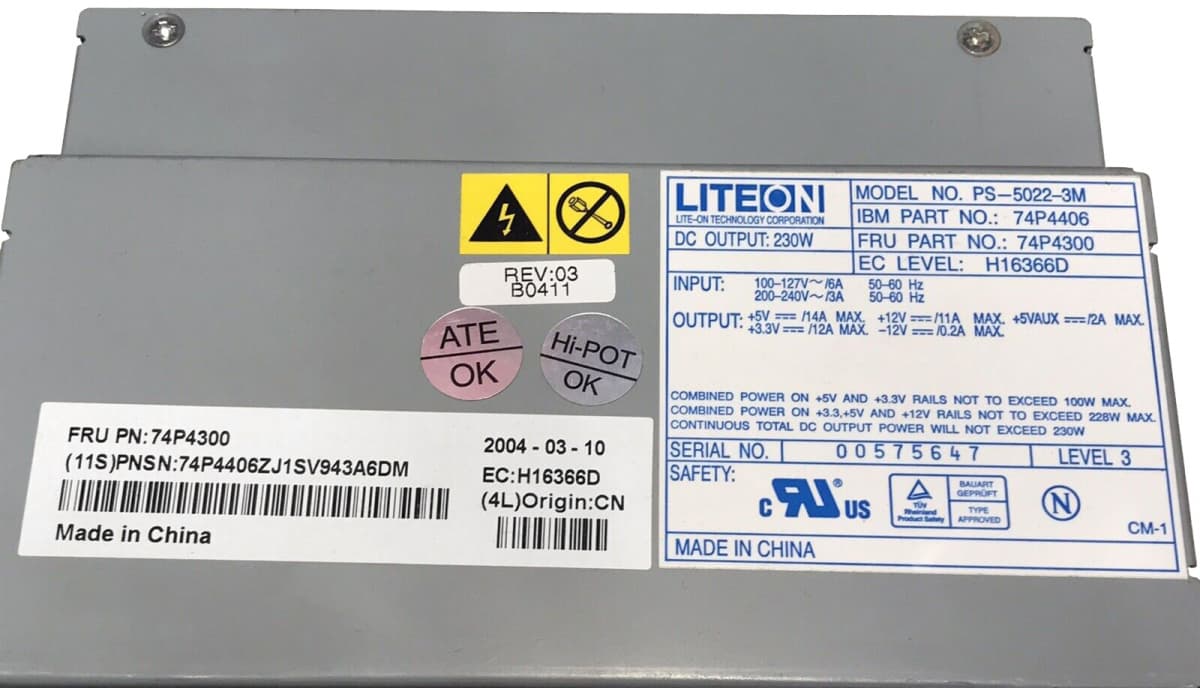 LITEON
LITE-ON TECHNOLOGY CORPORATION
MODEL NO. PS-5022-3M
IBM PART NO.: 74P4406
DC OUTPUT: 230W
FRU PART NO.: 74P4300
EC LEVEL: H16366D
INPUT: 100-127V～/6A 50-60 Hz
200-240V～/3A 50-60 Hz
OUTPUT: +5V ⎓ /14A MAX. +12V ⎓ /11A MAX. +5VAUX ⎓ /2A MAX.
+3.3V ⎓ /12A MAX. -12V ⎓ /0.2A MAX.
COMBINED POWER ON +5V AND +3.3V RAILS NOT TO EXCEED 100W MAX.
COMBINED POWER ON +3.3,+5V AND +12V RAILS NOT TO EXCEED 228W MAX.
CONTINUOUS TOTAL DC OUTPUT POWER WILL NOT EXCEED 230W
SERIAL NO. 00575647 LEVEL 3
SAFETY:
c RU ® US
TÜV
Rheinland
Product Safety
BAUART
GEPRÜFT
TYPE
APPROVED
N
CM-1
MADE IN CHINA
REV:03
B0411
ATE
OK
Hi-POT
OK
FRU PN:74P4300
(11S)PNSN:74P4406ZJ1SV943A6DM
Made in China
2004 - 03 - 10
EC:H16366D
(4L)Origin:CN